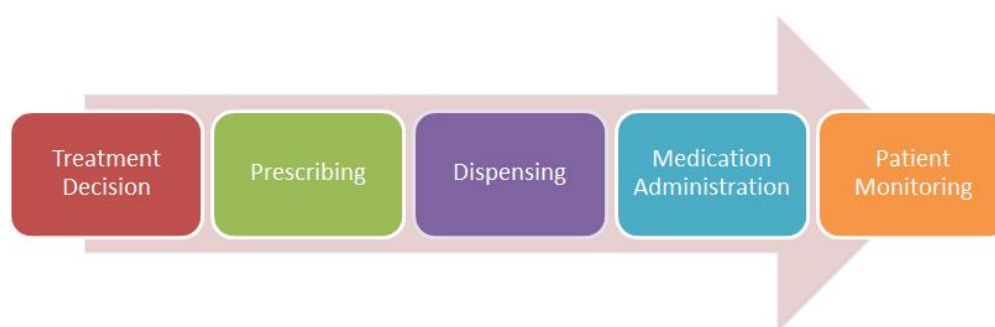 Treatment
Decision
Prescribing
Dispensing
Medication
Administration
Patient
Monitoring